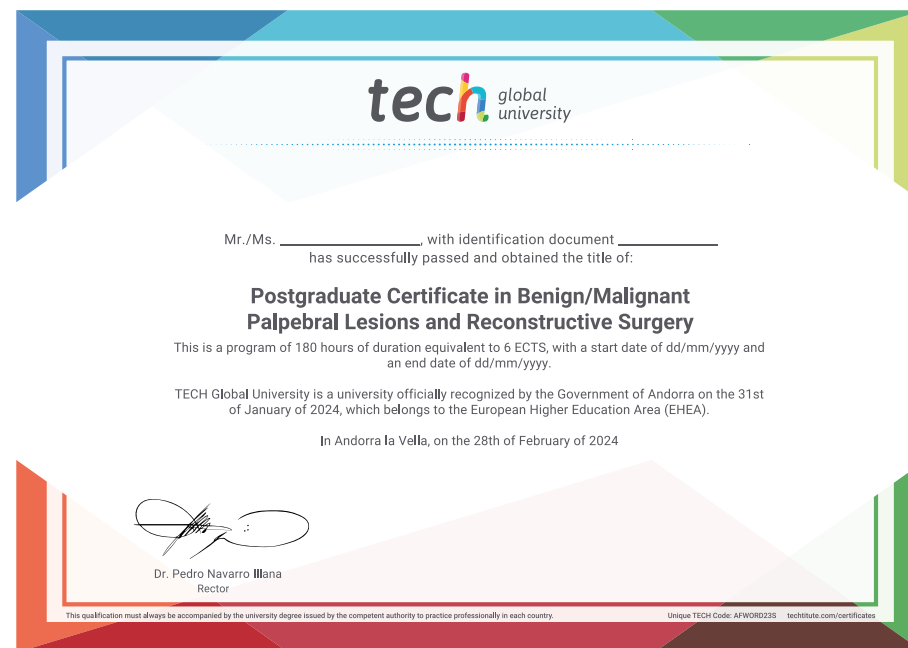 tech global university
Mr./Ms. ____________, with identification document ____________
has successfully passed and obtained the title of:
Postgraduate Certificate in Benign/Malignant
Palpebral Lesions and Reconstructive Surgery
This is a program of 180 hours of duration equivalent to 6 ECTS, with a start date of dd/mm/yyyy and
an end date of dd/mm/yyyy.
TECH Global University is a university officially recognized by the Government of Andorra on the 31st
of January of 2024, which belongs to the European Higher Education Area (EHEA).
In Andorra la Vella, on the 28th of February of 2024
Dr. Pedro Navarro Illana
Rector
This qualification must always be accompanied by the university degree issued by the competent authority to practice professionally in each country.
Unique TECH Code: AFWORD23S techtitute.com/certificates